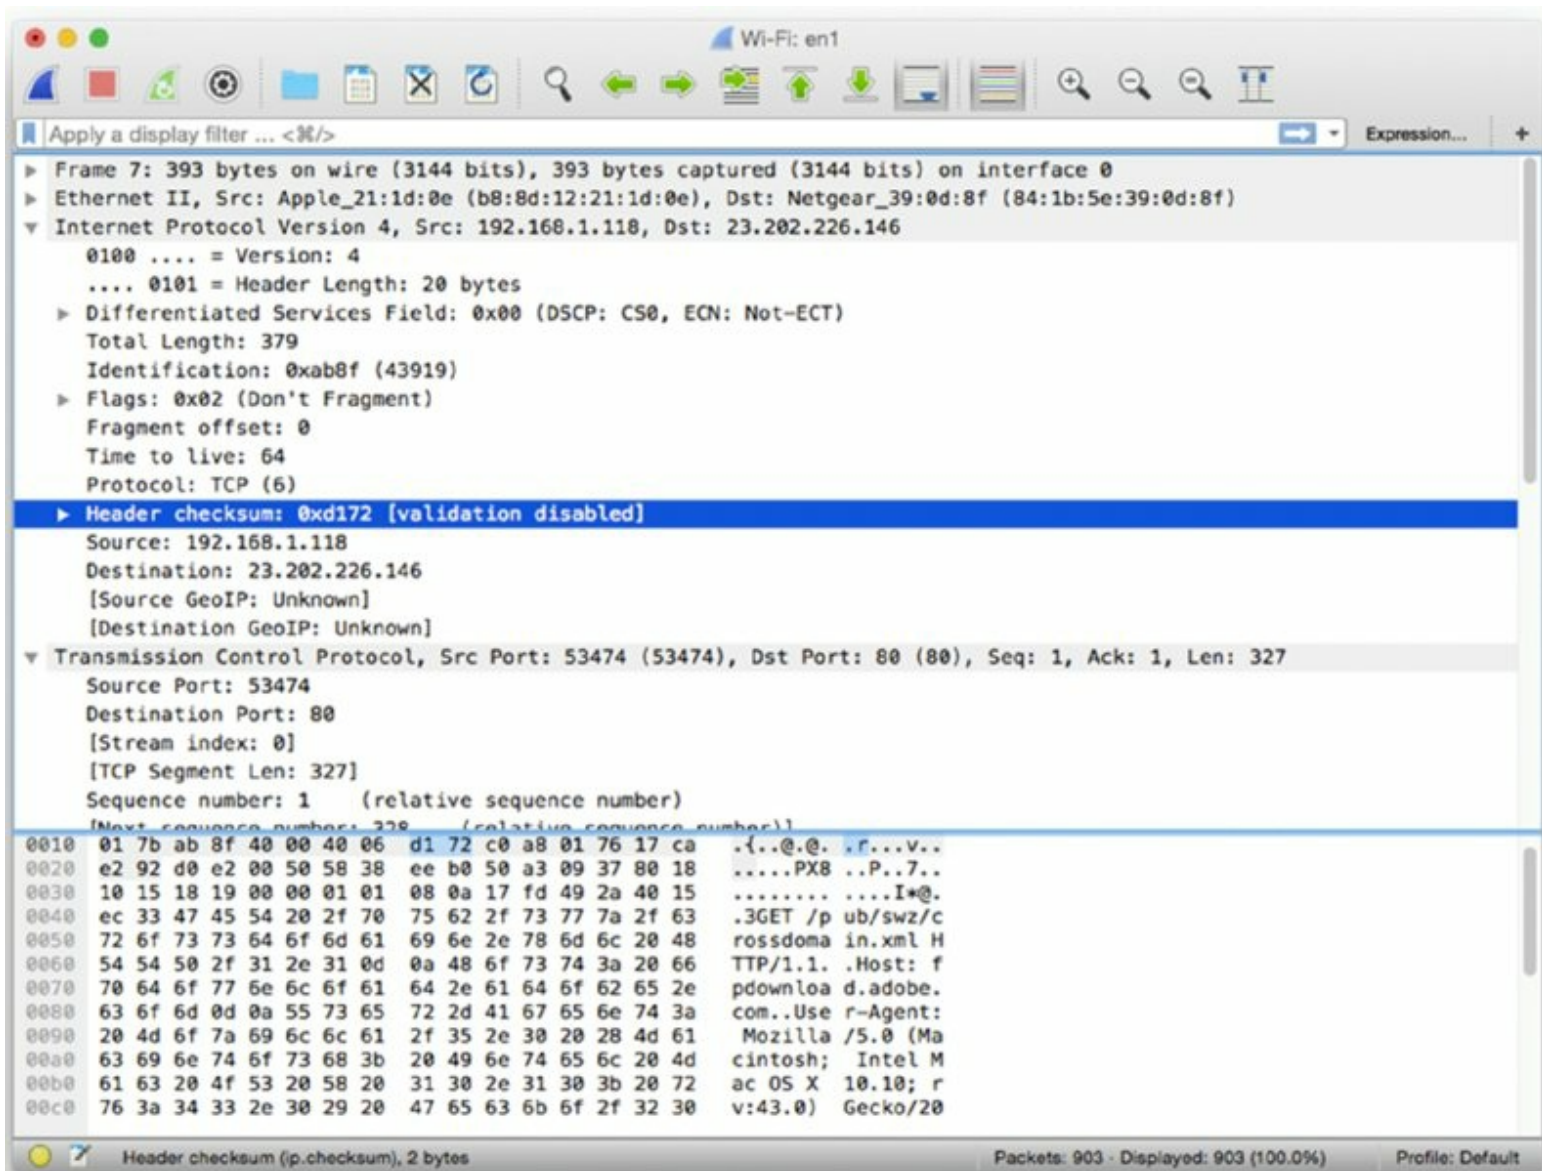 Wi-Fi: en1
Apply a display filter ... <⌘/>
Expression...
+
Frame 7: 393 bytes on wire (3144 bits), 393 bytes captured (3144 bits) on interface 0
Ethernet II, Src: Apple_21:1d:0e (b8:8d:12:21:1d:0e), Dst: Netgear_39:0d:8f (84:1b:5e:39:0d:8f)
Internet Protocol Version 4, Src: 192.168.1.118, Dst: 23.202.226.146
0100 .... = Version: 4
.... 0101 = Header Length: 20 bytes
Differentiated Services Field: 0x00 (DSCP: CS0, ECN: Not-ECT)
Total Length: 379
Identification: 0xab8f (43919)
Flags: 0x02 (Don't Fragment)
Fragment offset: 0
Time to live: 64
Protocol: TCP (6)
Header checksum: 0xd172 [validation disabled]
Source: 192.168.1.118
Destination: 23.202.226.146
[Source GeoIP: Unknown]
[Destination GeoIP: Unknown]
Transmission Control Protocol, Src Port: 53474 (53474), Dst Port: 80 (80), Seq: 1, Ack: 1, Len: 327
Source Port: 53474
Destination Port: 80
[Stream index: 0]
[TCP Segment Len: 327]
Sequence number: 1 (relative sequence number)
[Next sequence number: 328 (relative sequence number)]
0010 01 7b ab 8f 40 00 40 06 d1 72 c0 a8 01 76 17 ca .{..@.@. .r...v..
0020 e2 92 d0 e2 00 50 58 38 ee b0 50 a3 09 37 80 18 .....PX8 ..P..7..
0030 10 15 18 19 00 00 01 01 08 0a 17 fd 49 2a 40 15 ........ ....I*@.
0040 ec 33 47 45 54 20 2f 70 75 62 2f 73 77 7a 2f 63 .3GET /p ub/swz/c
0050 72 6f 73 73 64 6f 6d 61 69 6e 2e 78 6d 6c 20 48 rossdoma in.xml H
0060 54 54 50 2f 31 2e 31 0d 0a 48 6f 73 74 3a 20 66 TTP/1.1. .Host: f
0070 70 64 6f 77 6e 6c 6f 61 64 2e 61 64 6f 62 65 2e pdownloa d.adobe.
0080 63 6f 6d 0d 0a 55 73 65 72 2d 41 67 65 6e 74 3a com..Use r-Agent:
0090 20 4d 6f 7a 69 6c 6c 61 2f 35 2e 30 20 28 4d 61 Mozilla /5.0 (Ma
00a0 63 69 6e 74 6f 73 68 3b 20 49 6e 74 65 6c 20 4d cintosh; Intel M
00b0 61 63 20 4f 53 20 58 20 31 30 2e 31 30 3b 20 72 ac OS X 10.10; r
00c0 76 3a 34 33 2e 30 29 20 47 65 63 6b 6f 2f 32 30 v:43.0) Gecko/20
Header checksum (ip.checksum), 2 bytes
Packets: 903 · Displayed: 903 (100.0%)
Profile: Default